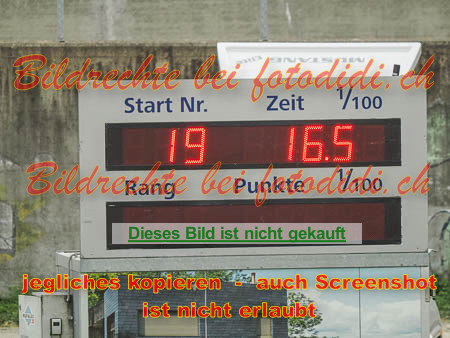 MUSTANG
Bildrechte bei fotodidi.ch
Start Nr. Zeit 1/100
19 16.5
Bildrechte bei fotodidi.ch
Rang Punkte 1/100
Dieses Bild ist nicht gekauft
jegliches kopieren - auch Screenshot
ist nicht erlaubt